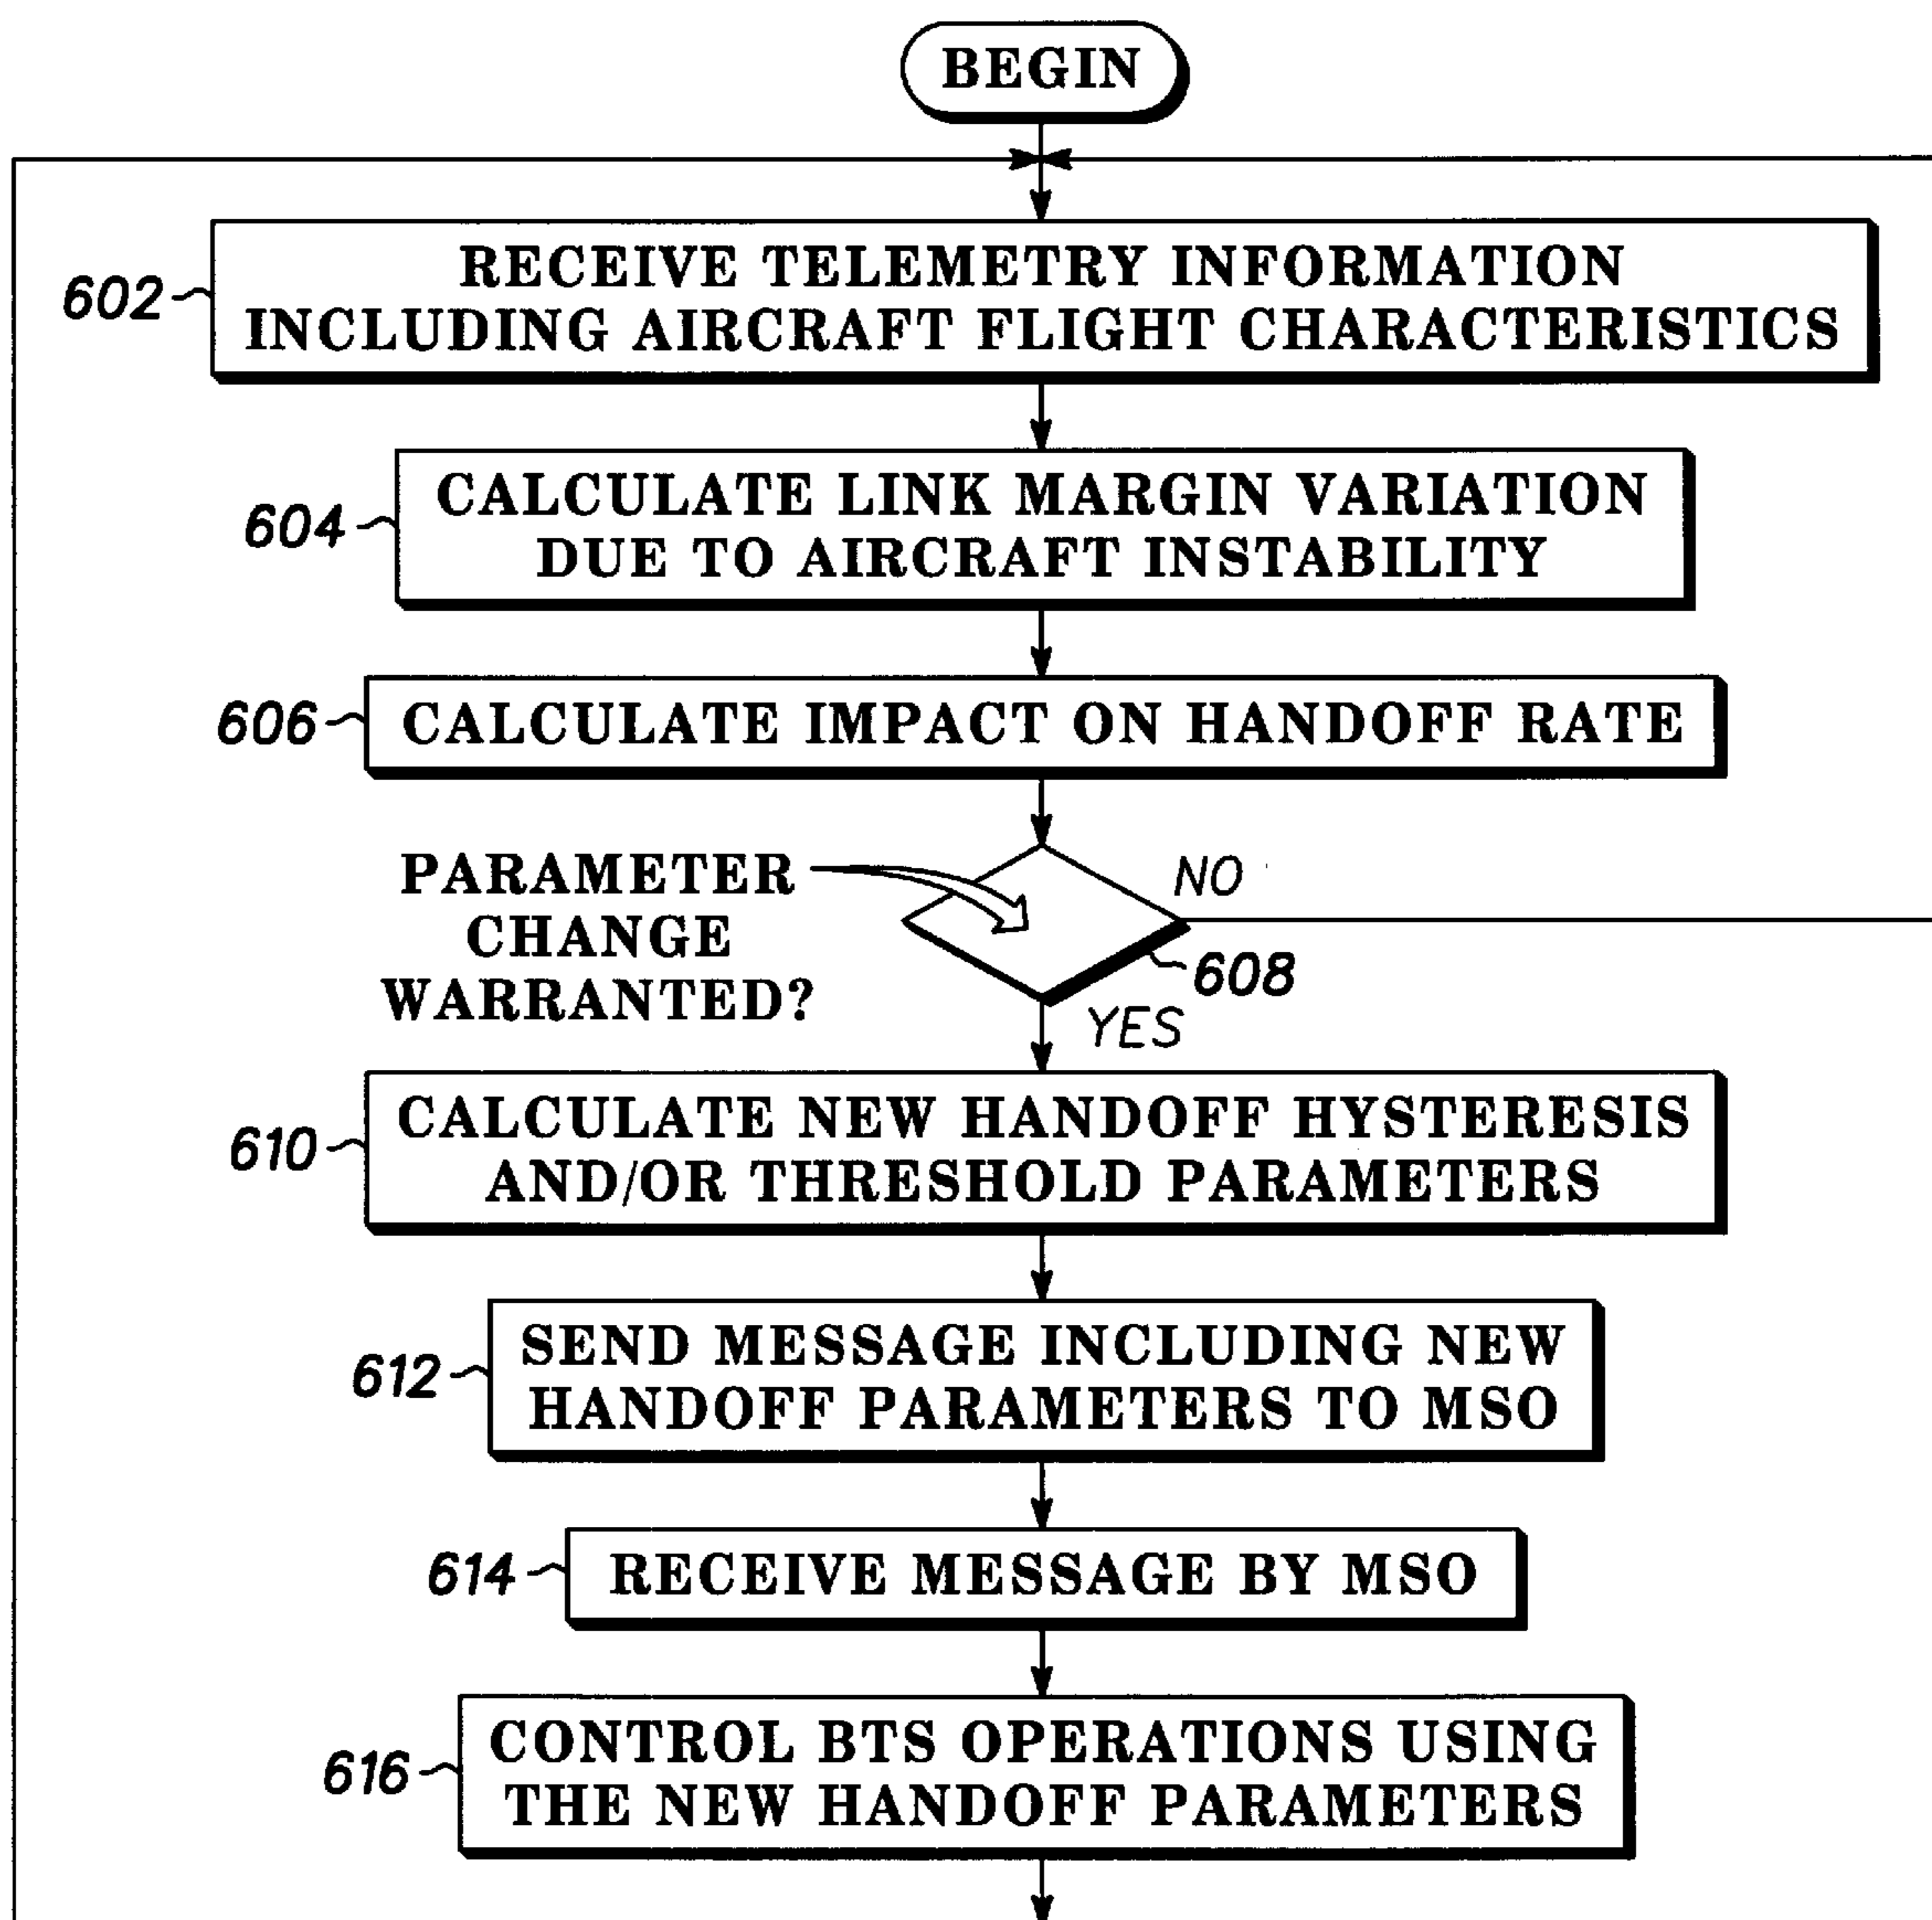 BEGIN
602
RECEIVE TELEMETRY INFORMATION
INCLUDING AIRCRAFT FLIGHT CHARACTERISTICS
604
CALCULATE LINK MARGIN VARIATION
DUE TO AIRCRAFT INSTABILITY
606
CALCULATE IMPACT ON HANDOFF RATE
PARAMETER
CHANGE
WARRANTED?
NO
608
YES
610
CALCULATE NEW HANDOFF HYSTERESIS
AND/OR THRESHOLD PARAMETERS
612
SEND MESSAGE INCLUDING NEW
HANDOFF PARAMETERS TO MSO
614
RECEIVE MESSAGE BY MSO
616
CONTROL BTS OPERATIONS USING
THE NEW HANDOFF PARAMETERS